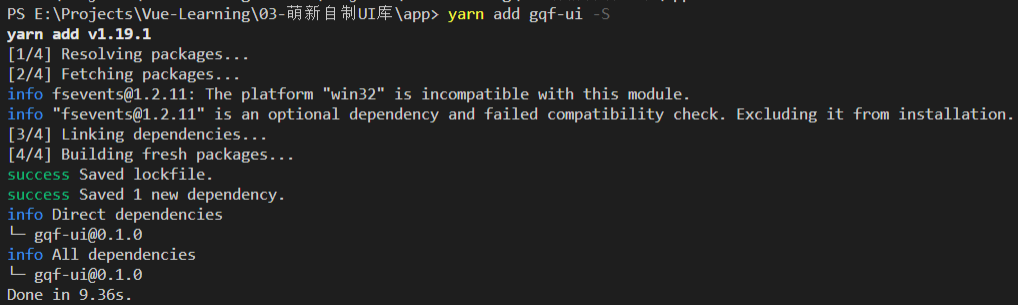 PS E:\Projects\Vue-Learning\03-萌新自制UI库\app> yarn add gqf-ui -S
yarn add v1.19.1
[1/4] Resolving packages...
[2/4] Fetching packages...
info fsevents@1.2.11: The platform "win32" is incompatible with this module.
info "fsevents@1.2.11" is an optional dependency and failed compatibility check. Excluding it from installation.
[3/4] Linking dependencies...
[4/4] Building fresh packages...
success Saved lockfile.
success Saved 1 new dependency.
info Direct dependencies
└─ gqf-ui@0.1.0
info All dependencies
└─ gqf-ui@0.1.0
Done in 9.36s.